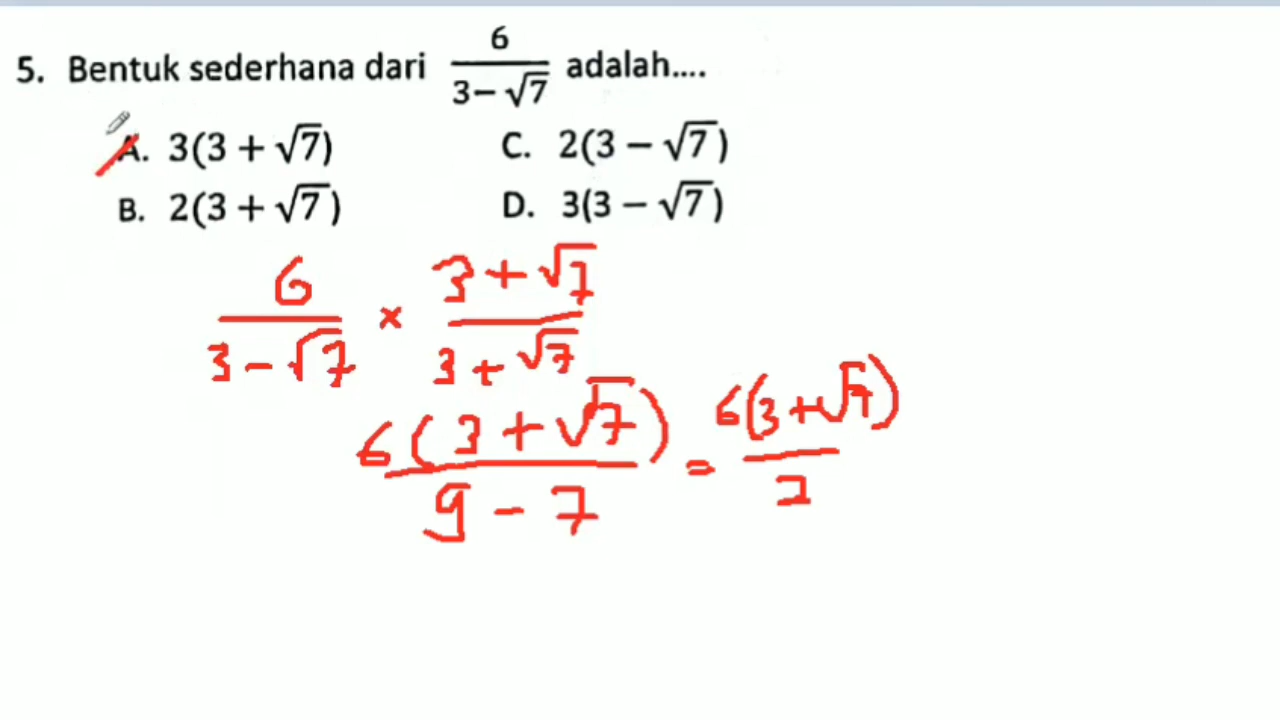 5. Bentuk sederhana dari 6/(3−√7) adalah....
A. 3(3 + √7) C. 2(3 − √7)
B. 2(3 + √7) D. 3(3 − √7)
6/(3 − √7) × (3 + √7)/(3 + √7)
6(3 + √7)/(9 − 7) = 6(3 + √7)/2